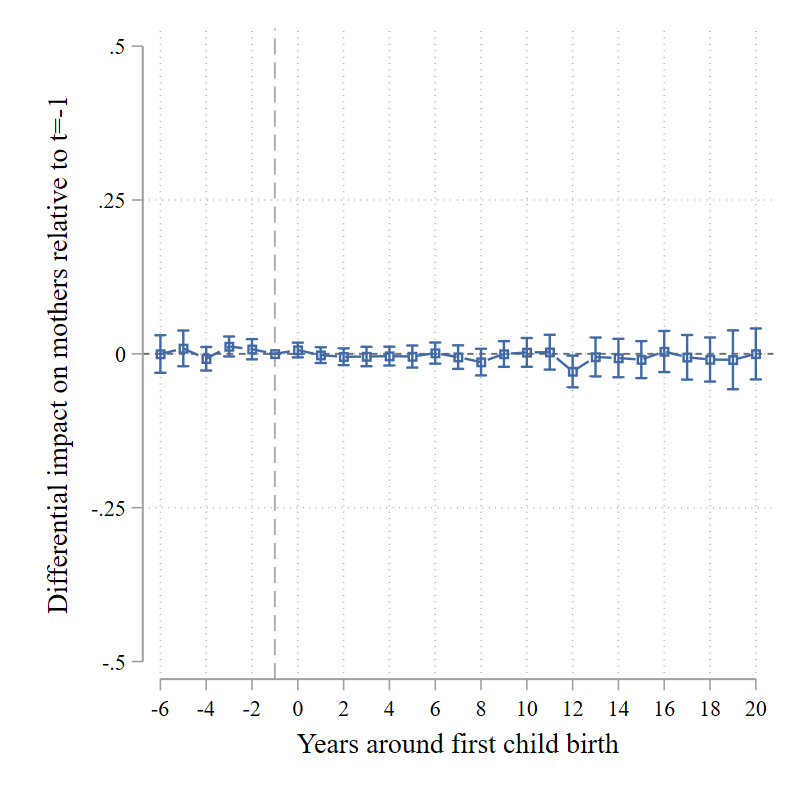 Differential impact on mothers relative to t=-1
.5
.25
0
-.25
-.5
-6 -4 -2 0 2 4 6 8 10 12 14 16 18 20
Years around first child birth